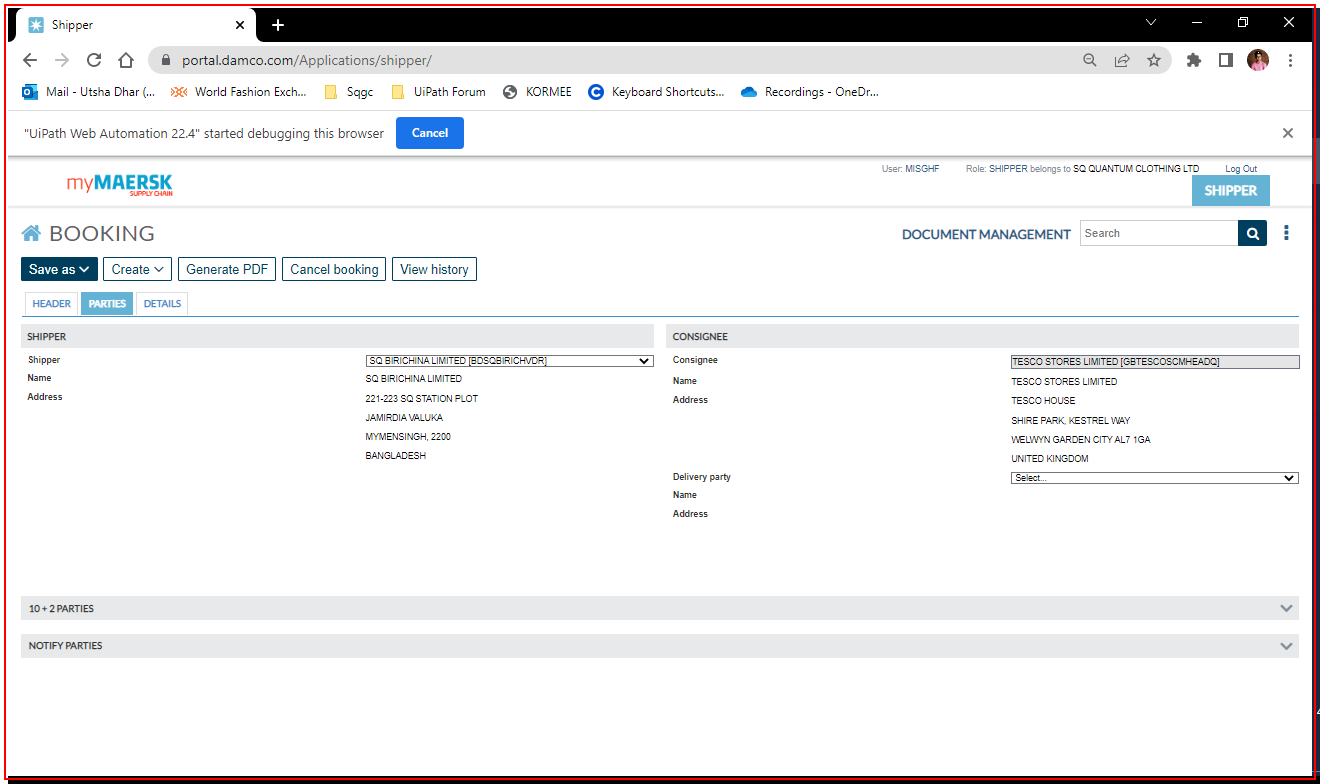 Shipper
portal.damco.com/Applications/shipper/
Mail - Utsha Dhar (... World Fashion Exch... Sqgc UiPath Forum KORMEE Keyboard Shortcuts... Recordings - OneDr...
"UiPath Web Automation 22.4" started debugging this browser Cancel
User: MISGHF Role: SHIPPER belongs to SQ QUANTUM CLOTHING LTD Log Out
myMAERSK
SUPPLY CHAIN
SHIPPER
BOOKING DOCUMENT MANAGEMENT Search
Save as Create Generate PDF Cancel booking View history
HEADER PARTIES DETAILS
SHIPPER
Shipper SQ BIRICHINA LIMITED [BDSQBIRICHVDR]
Name SQ BIRICHINA LIMITED
Address 221-223 SQ STATION PLOT
JAMIRDIA VALUKA
MYMENSINGH, 2200
BANGLADESH
CONSIGNEE
Consignee TESCO STORES LIMITED [GBTESCOSCMHEADQ]
Name TESCO STORES LIMITED
Address TESCO HOUSE
SHIRE PARK, KESTREL WAY
WELWYN GARDEN CITY AL7 1GA
UNITED KINGDOM
Delivery party Select...
Name
Address
10 + 2 PARTIES
NOTIFY PARTIES